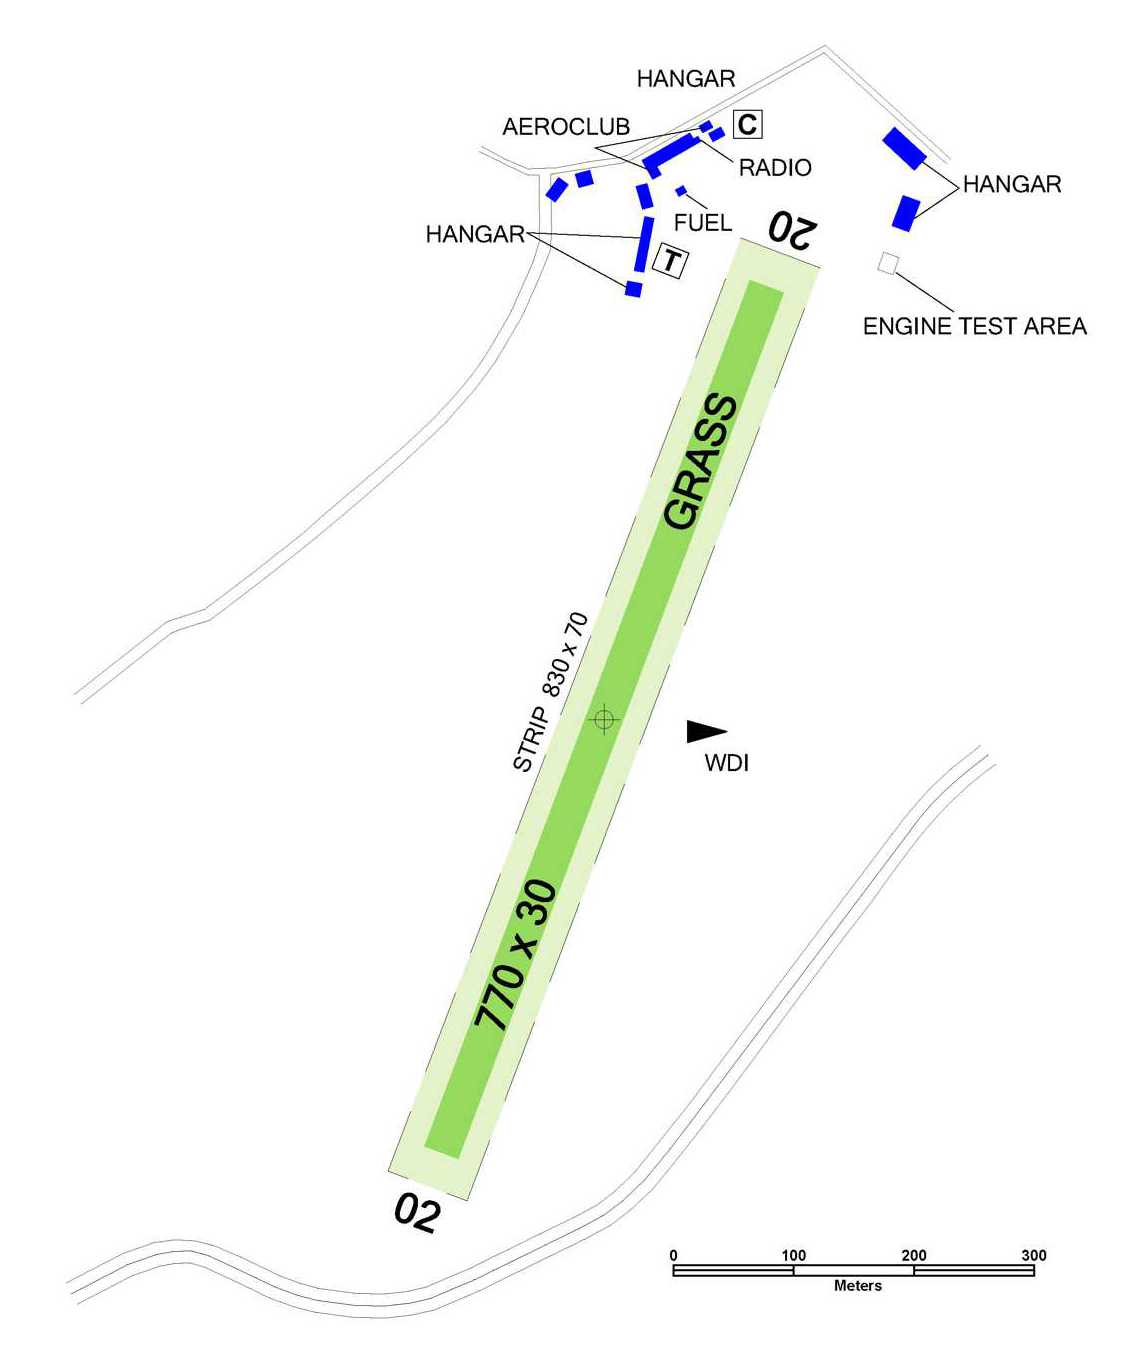 HANGAR
AEROCLUB
C
RADIO
HANGAR
FUEL
20
HANGAR
T
ENGINE TEST AREA
GRASS
STRIP 830 x 70
WDI
770 x 30
02
0 100 200 300
Meters